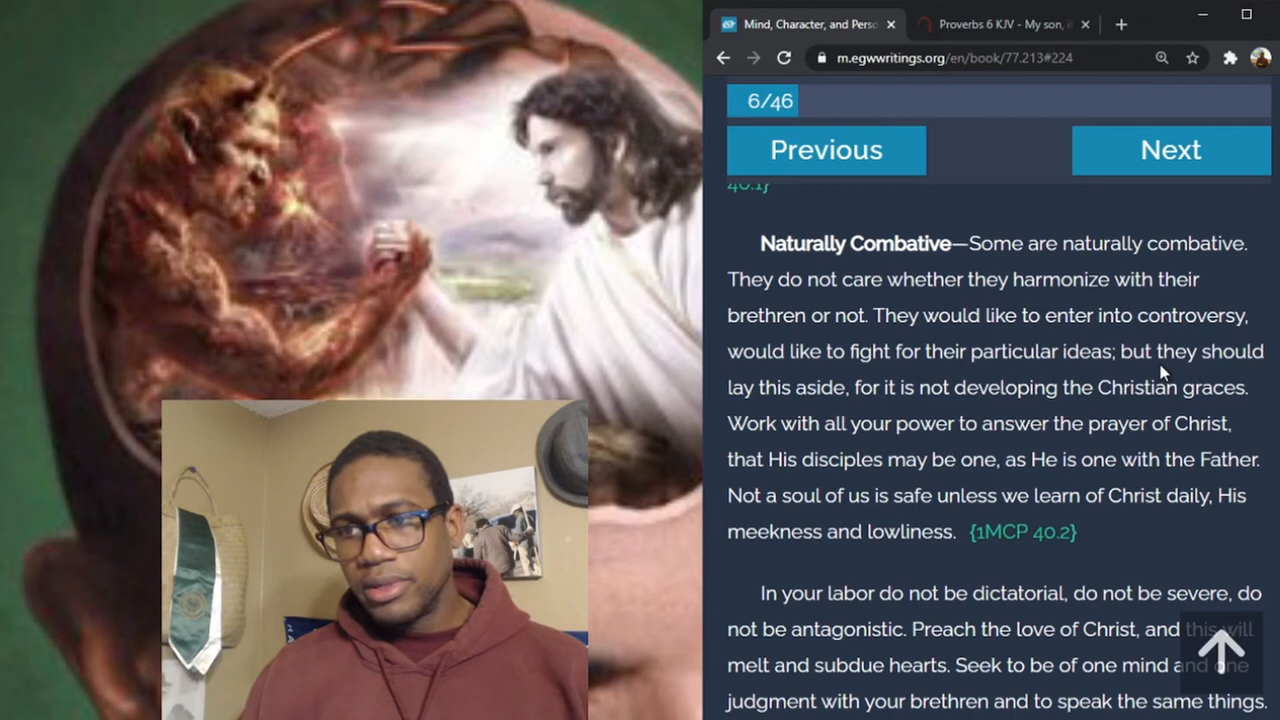 Mind, Character, and Perso
Proverbs 6 KJV - My son, i
m.egwwritings.org/en/book/77.213#224
6/46
Previous
Next
40.1}
Naturally Combative—Some are naturally combative.
They do not care whether they harmonize with their
brethren or not. They would like to enter into controversy,
would like to fight for their particular ideas; but they should
lay this aside, for it is not developing the Christian graces.
Work with all your power to answer the prayer of Christ,
that His disciples may be one, as He is one with the Father.
Not a soul of us is safe unless we learn of Christ daily, His
meekness and lowliness. {1MCP 40.2}
In your labor do not be dictatorial, do not be severe, do
not be antagonistic. Preach the love of Christ, and this will
melt and subdue hearts. Seek to be of one mind and one
judgment with your brethren and to speak the same things.